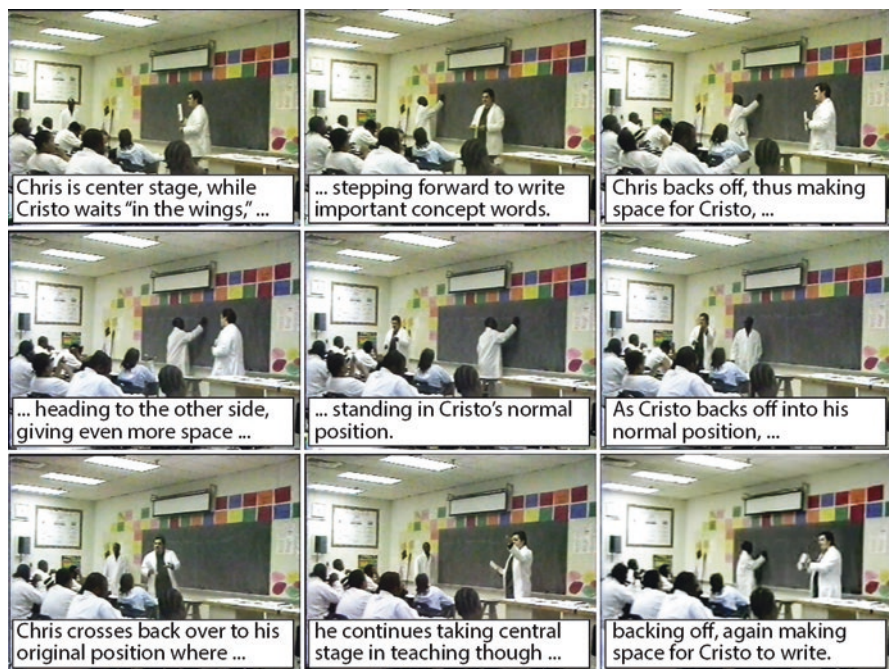 Chris is center stage, while
Cristo waits “in the wings,” ...
... stepping forward to write
important concept words.
Chris backs off, thus making
space for Cristo, ...
... heading to the other side,
giving even more space ...
... standing in Cristo’s normal
position.
As Cristo backs off into his
normal position, ...
Chris crosses back over to his
original position where ...
he continues taking central
stage in teaching though ...
backing off, again making
space for Cristo to write.